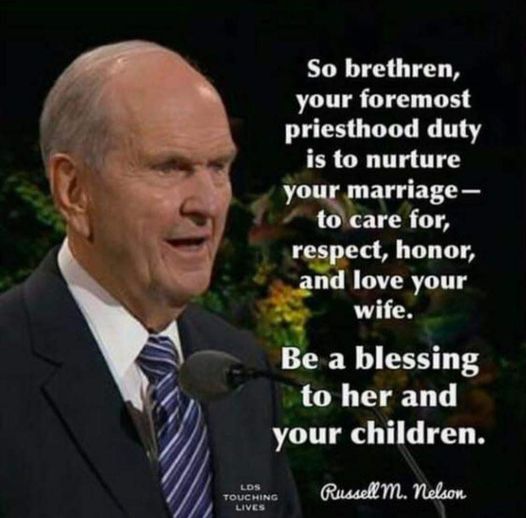 So brethren,
your foremost
priesthood duty
is to nurture
your marriage—
to care for,
respect, honor,
and love your
wife.
Be a blessing
to her and
your children.
Russell M. Nelson
LDS
TOUCHING
LIVES